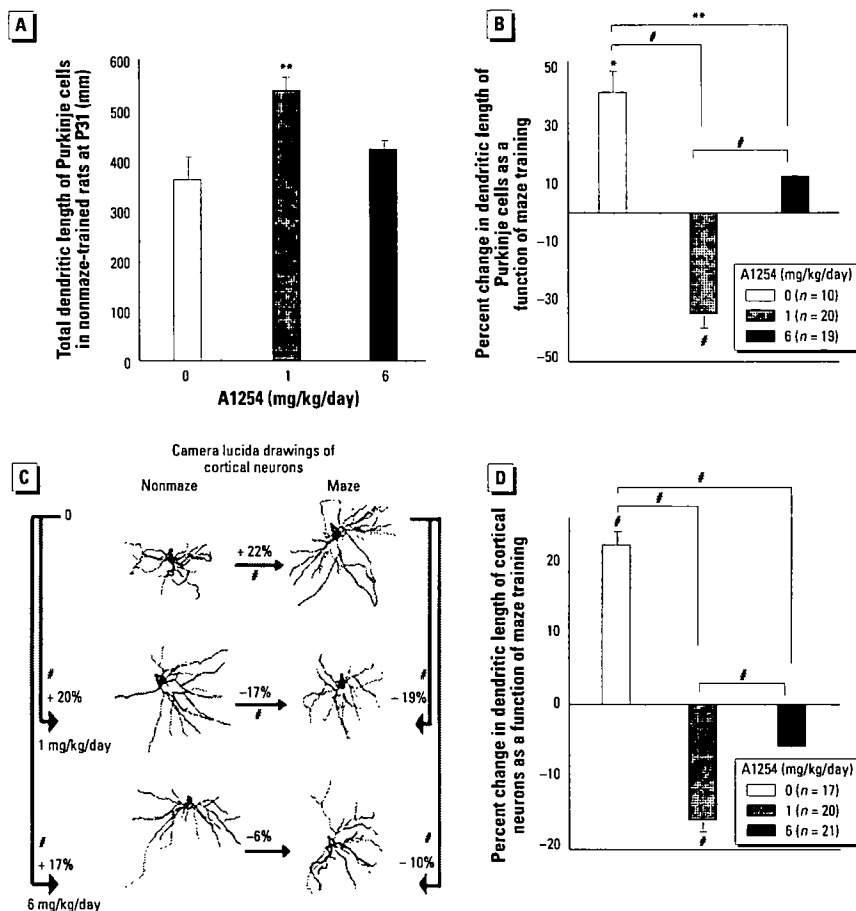 A
Total dendritic length of Purkinje cells
in nonmaze-trained rats at P31 (mm)
600
500
400
300
200
100
0
**
0
1
6
A1254 (mg/kg/day)
B
Percent change in dendritic length of
Purkinje cells as a
function of maze training
50
30
10
-10
-30
-50
**
#
*
#
#
A1254 (mg/kg/day)
0 (n = 10)
1 (n = 20)
6 (n = 19)
C
Camera lucida drawings of
cortical neurons
Nonmaze
Maze
0
+ 22%
#
#
+ 20%
1 mg/kg/day
–17%
#
#
– 19%
#
+ 17%
6 mg/kg/day
–6%
#
– 10%
D
Percent change in dendritic length of cortical
neurons as a function of maze training
20
10
0
–10
–20
#
#
#
#
#
A1254 (mg/kg/day)
0 (n = 17)
1 (n = 20)
6 (n = 21)